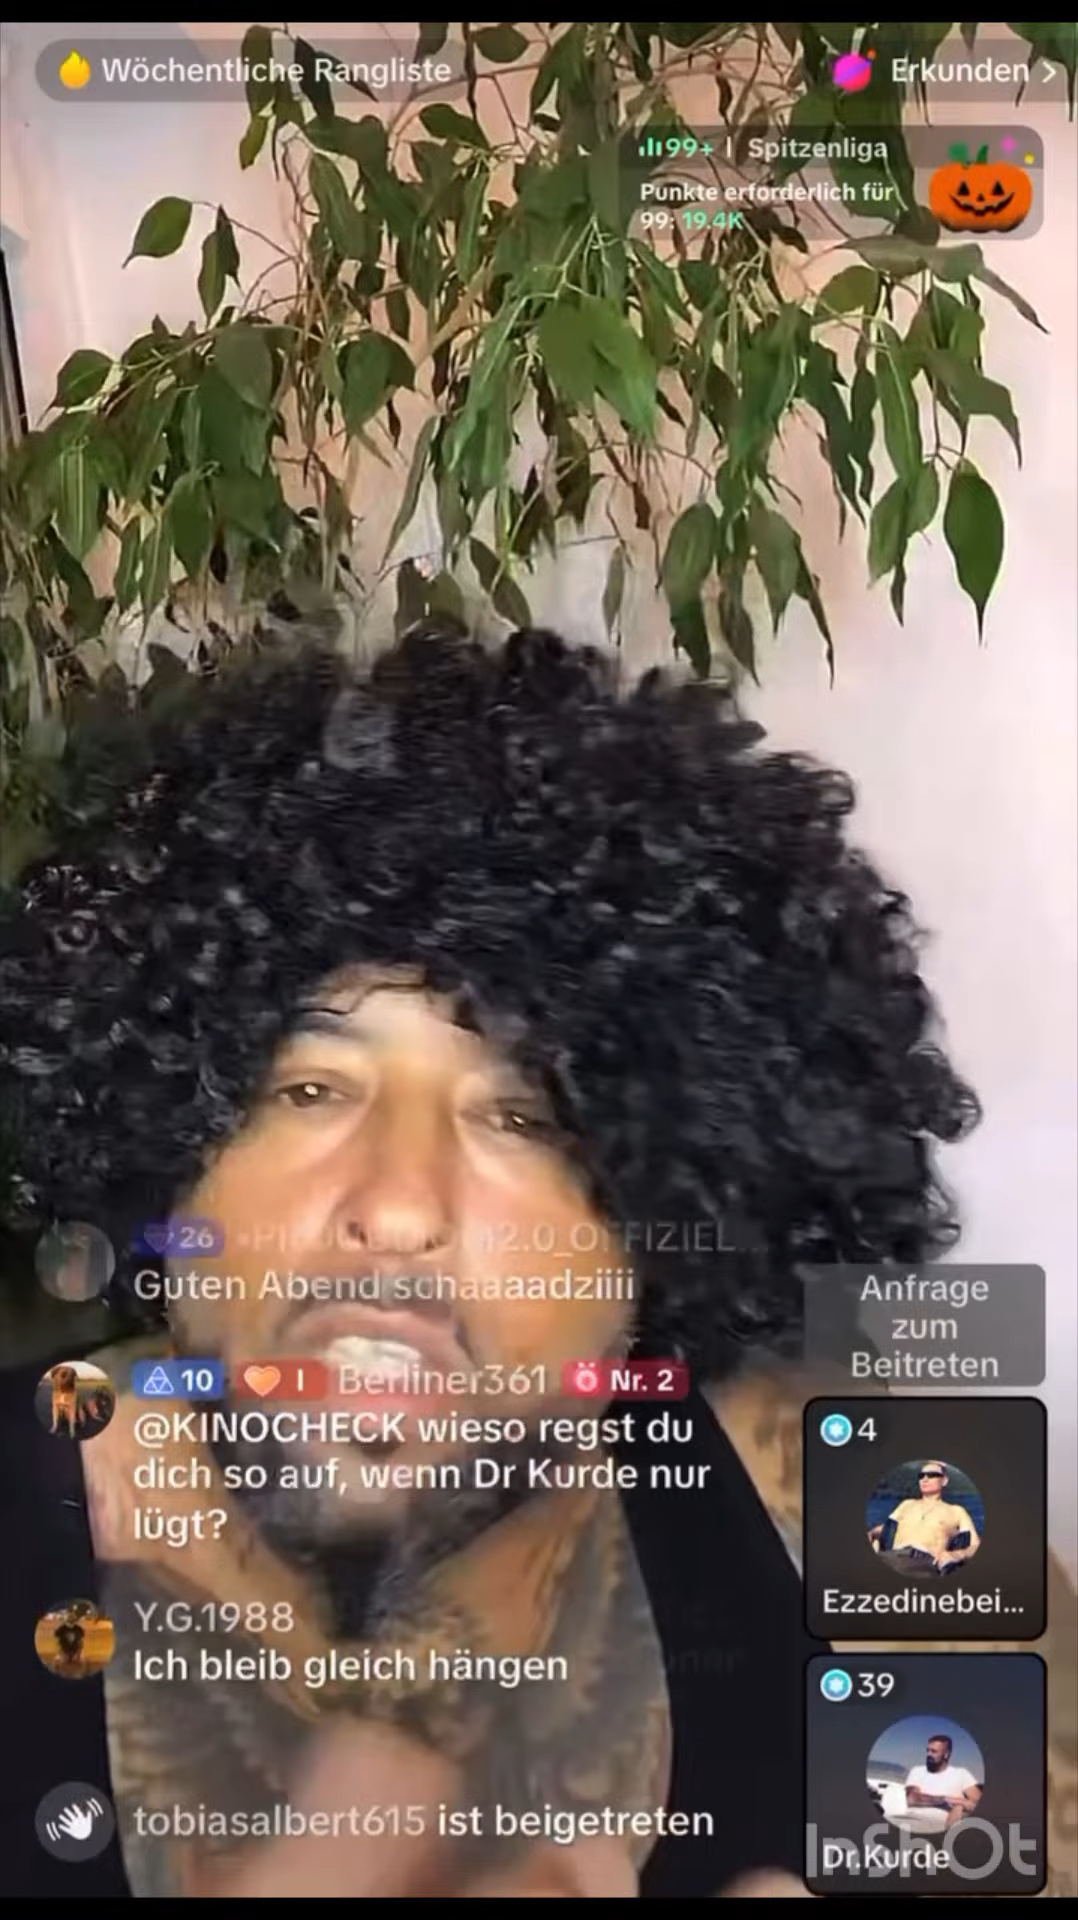 Wöchentliche Rangliste
Erkunden >
99+ | Spitzenliga
Punkte erforderlich für
99: 19.4K
26
Guten Abend schaaaadziiii
10 1 Berliner361 Nr. 2
@KINOCHECK wieso regst du
dich so auf, wenn Dr Kurde nur
lügt?
Y.G.1988
Ich bleib gleich hängen
tobiasalbert615 ist beigetreten
Anfrage
zum
Beitreten
4
Ezzedinebei...
39
Dr.Kurde
InShOt